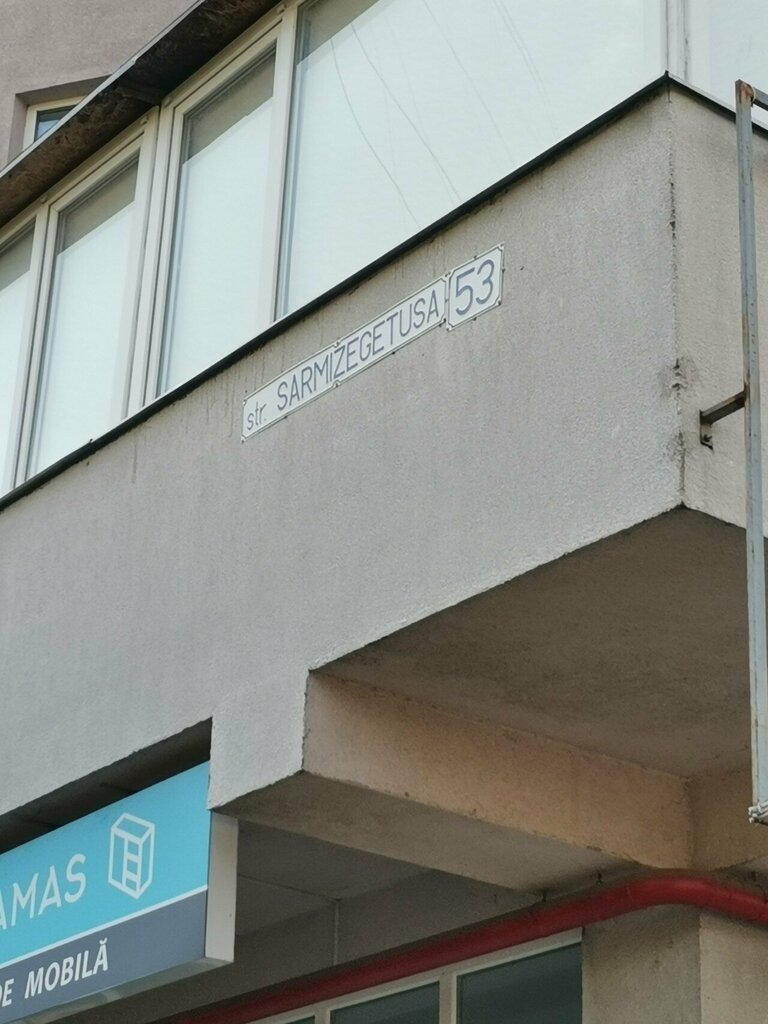 str. SARMIZEGETUSA 53
AMAS
DE MOBILĂ